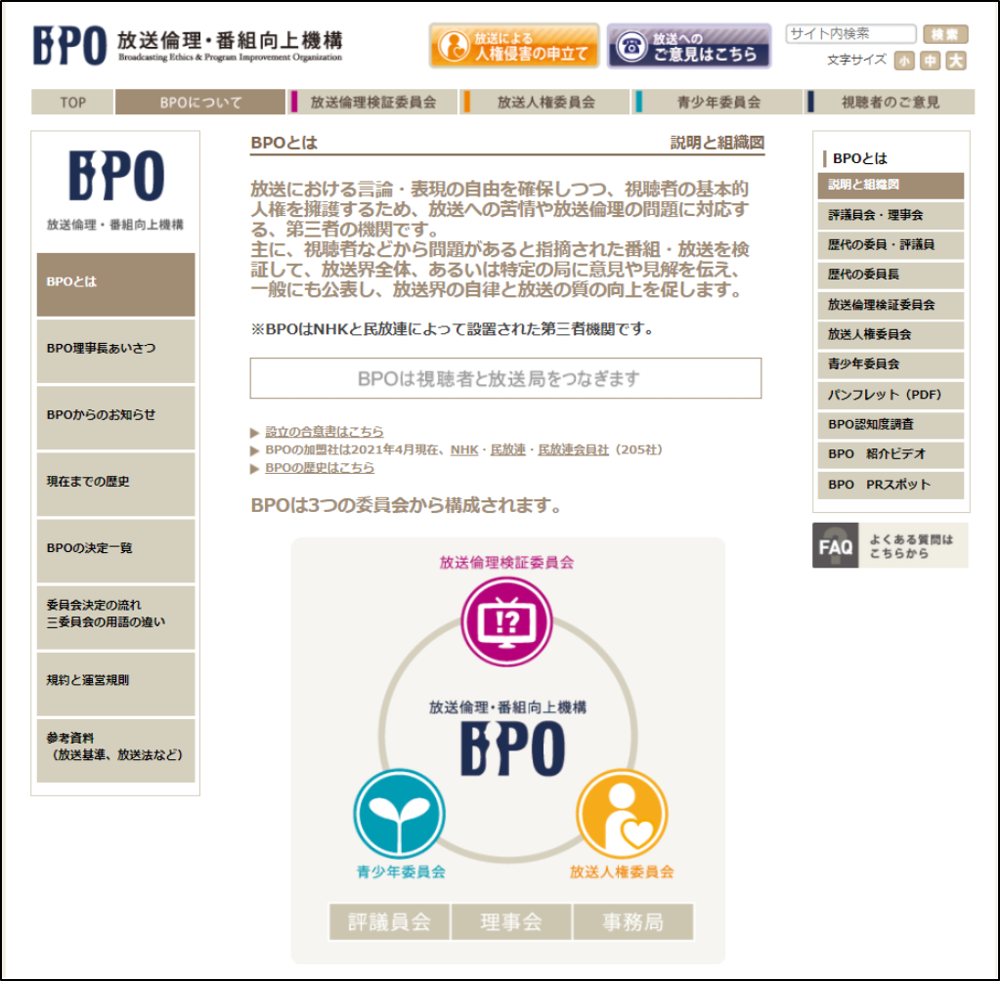 BPO 放送倫理・番組向上機構
Broadcasting Ethics & Program Improvement Organization
放送による
人権侵害の申立て
放送への
ご意見はこちら
サイト内検索
検索
文字サイズ 小 中 大
TOP
BPOについて
放送倫理検証委員会
放送人権委員会
青少年委員会
視聴者のご意見
BPO
放送倫理・番組向上機構
BPOとは
BPO理事長あいさつ
BPOからのお知らせ
現在までの歴史
BPOの決定一覧
委員会決定の流れ
三委員会の用語の違い
規約と運営規則
参考資料
（放送基準、放送法など）
BPOとは
説明と組織図
放送における言論・表現の自由を確保しつつ、視聴者の基本的
人権を擁護するため、放送への苦情や放送倫理の問題に対応す
る、第三者の機関です。
主に、視聴者などから問題があると指摘された番組・放送を検
証して、放送界全体、あるいは特定の局に意見や見解を伝え、
一般にも公表し、放送界の自律と放送の質の向上を促します。
※BPOはNHKと民放連によって設置された第三者機関です。
BPOは視聴者と放送局をつなぎます
設立の合意書はこちら
BPOの加盟社は2021年4月現在、NHK・民放連・民放連会員社（205社）
BPOの歴史はこちら
BPOは3つの委員会から構成されます。
放送倫理検証委員会
!?
放送倫理・番組向上機構
BPO
青少年委員会
放送人権委員会
評議員会
理事会
事務局
BPOとは
説明と組織図
評議員会・理事会
歴代の委員・評議員
歴代の委員長
放送倫理検証委員会
放送人権委員会
青少年委員会
パンフレット（PDF）
BPO認知度調査
BPO　紹介ビデオ
BPO　PRスポット
FAQ
よくある質問は
こちらから